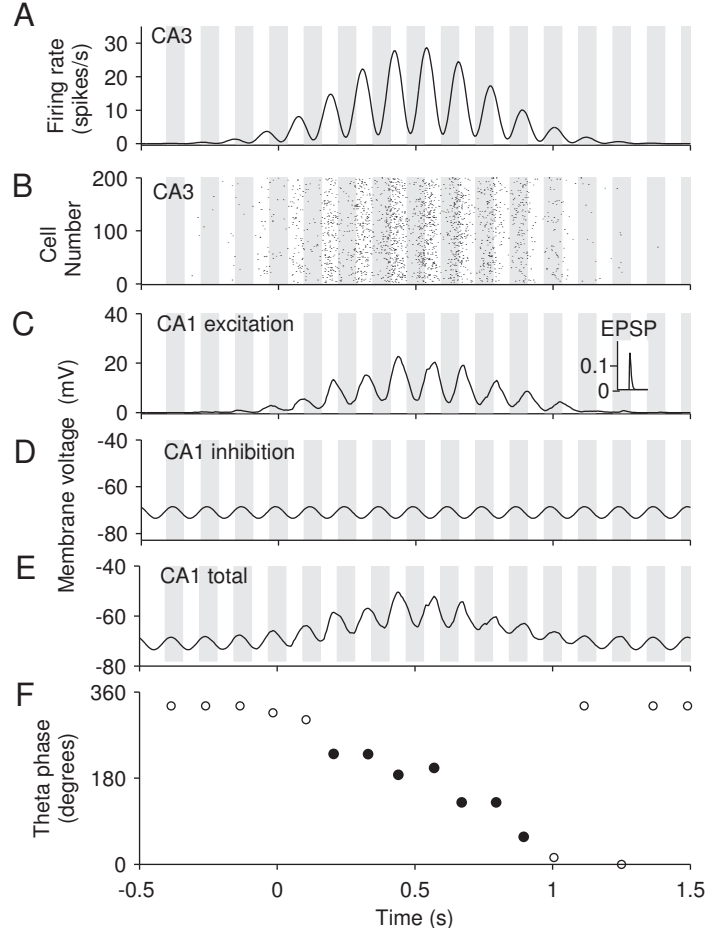 A
CA3
Firing rate
(spikes/s)
30
20
10
0
B
CA3
Cell
Number
200
100
0
C
CA1 excitation
EPSP
0.1
0
40
20
0
Membrane voltage (mV)
D
CA1 inhibition
-40
-60
-80
E
CA1 total
-40
-60
-80
F
Theta phase
(degrees)
360
180
0
-0.5 0 0.5 1 1.5
Time (s)